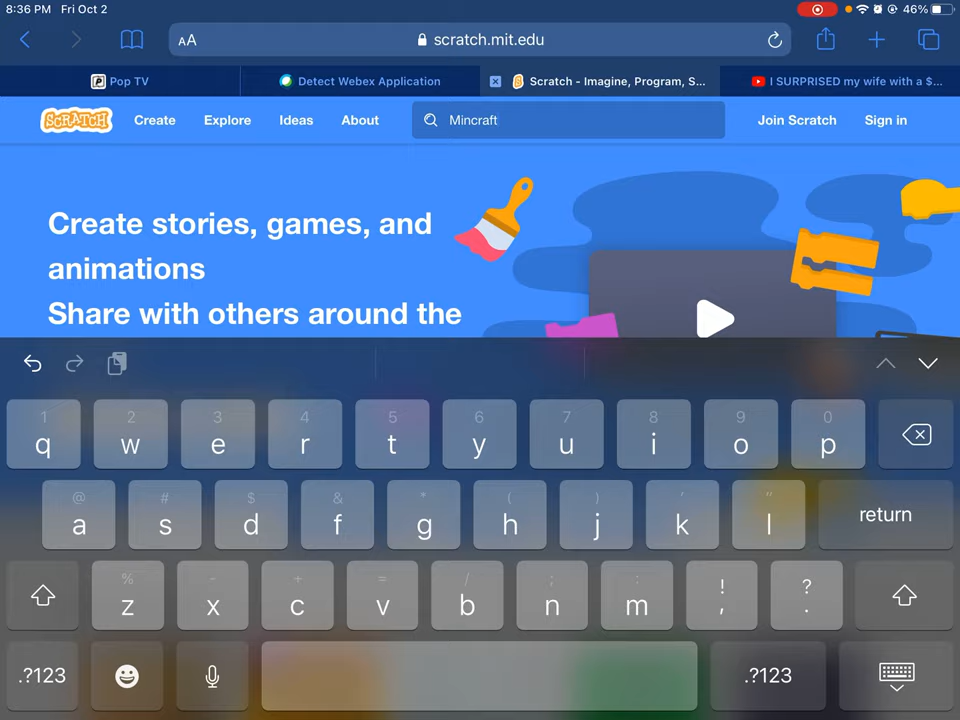 8:36 PM Fri Oct 2 46%
AA scratch.mit.edu
Pop TV Detect Webex Application Scratch - Imagine, Program, S... I SURPRISED my wife with a $...
SCRATCH Create Explore Ideas About Mincraft Join Scratch Sign in
Create stories, games, and
animations
Share with others around the
1 2 3 4 5 6 7 8 9 0
q w e r t y u i o p
@ # $ & * ( ) ' "
a s d f g h j k l return
% - + = / ; : ! ?
z x c v b n m , .
.?123 .?123